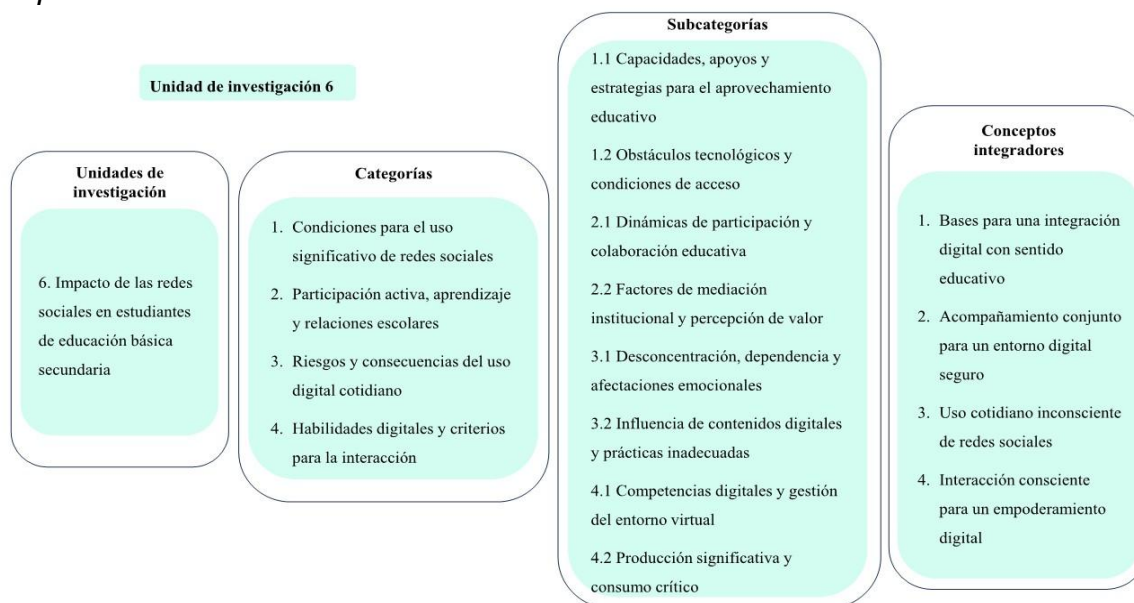 Unidad de investigación 6
Unidades de
investigación
6. Impacto de las redes
sociales en estudiantes
de educación básica
secundaria
Categorías
1. Condiciones para el uso
significativo de redes sociales
2. Participación activa, aprendizaje
y relaciones escolares
3. Riesgos y consecuencias del uso
digital cotidiano
4. Habilidades digitales y criterios
para la interacción
Subcategorías
1.1 Capacidades, apoyos y
estrategias para el aprovechamiento
educativo
1.2 Obstáculos tecnológicos y
condiciones de acceso
2.1 Dinámicas de participación y
colaboración educativa
2.2 Factores de mediación
institucional y percepción de valor
3.1 Desconcentración, dependencia y
afectaciones emocionales
3.2 Influencia de contenidos digitales
y prácticas inadecuadas
4.1 Competencias digitales y gestión
del entorno virtual
4.2 Producción significativa y
consumo crítico
Conceptos
integradores
1. Bases para una integración
digital con sentido
educativo
2. Acompañamiento conjunto
para un entorno digital
seguro
3. Uso cotidiano inconsciente
de redes sociales
4. Interacción consciente
para un empoderamiento
digital